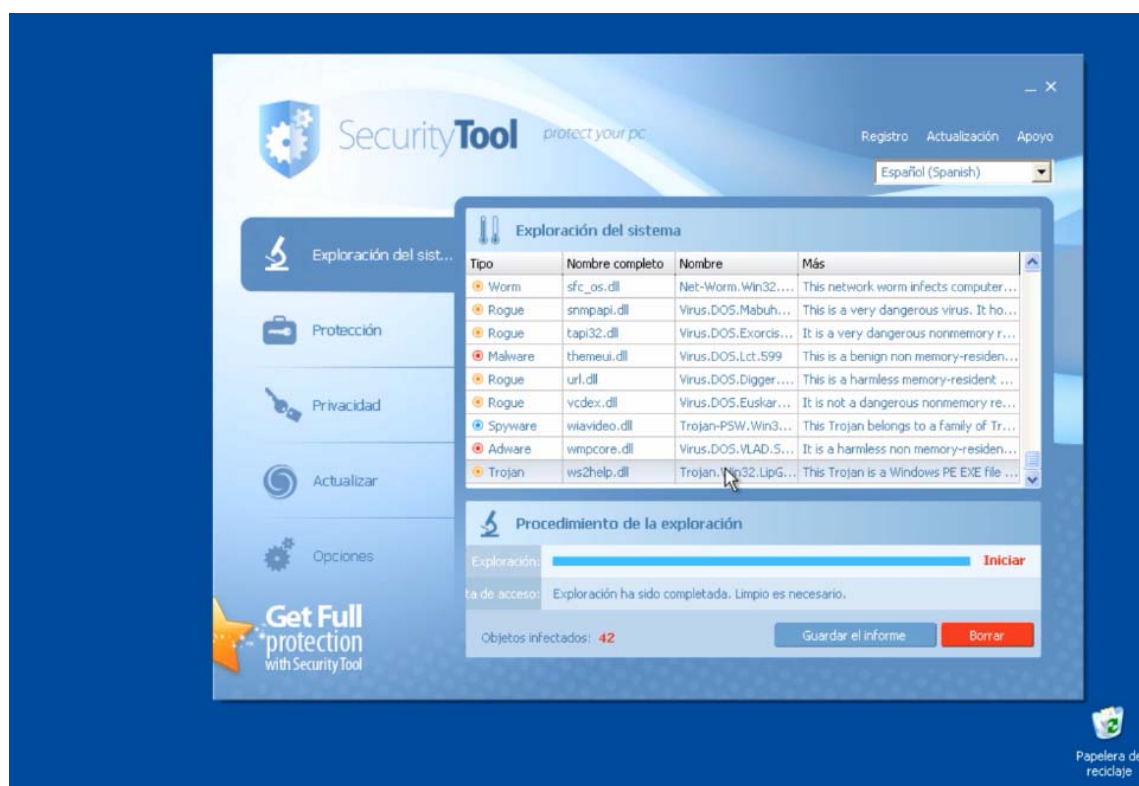 SecurityTool protect your pc
Registro Actualización Apoyo
Español (Spanish)
Exploración del sist...
Protección
Privacidad
Actualizar
Opciones
Get Full
protection
with Security Tool
Exploración del sistema
Tipo Nombre completo Nombre Más
Worm sfc_os.dll Net-Worm.Win32.... This network worm infects computer...
Rogue snmpapi.dll Virus.DOS.Mabuh... This is a very dangerous virus. It ho...
Rogue tapi32.dll Virus.DOS.Exorcis... It is a very dangerous nonmemory r...
Malware themeui.dll Virus.DOS.Lct.599 This is a benign non memory-residen...
Rogue url.dll Virus.DOS.Digger.... This is a harmless memory-resident ...
Rogue vcdex.dll Virus.DOS.Euskar... It is not a dangerous nonmemory re...
Spyware wiavideo.dll Trojan-PSW.Win3... This Trojan belongs to a family of Tr...
Adware wmpcore.dll Virus.DOS.VLAD.S... It is a harmless non memory-residen...
Trojan ws2help.dll Trojan.Win32.LipG... This Trojan is a Windows PE EXE file ...
Procedimiento de la exploración
Exploración: Iniciar
ta de acceso: Exploración ha sido completada. Limpio es necesario.
Objetos infectados: 42 Guardar el informe Borrar
Papelera de
reciclaje